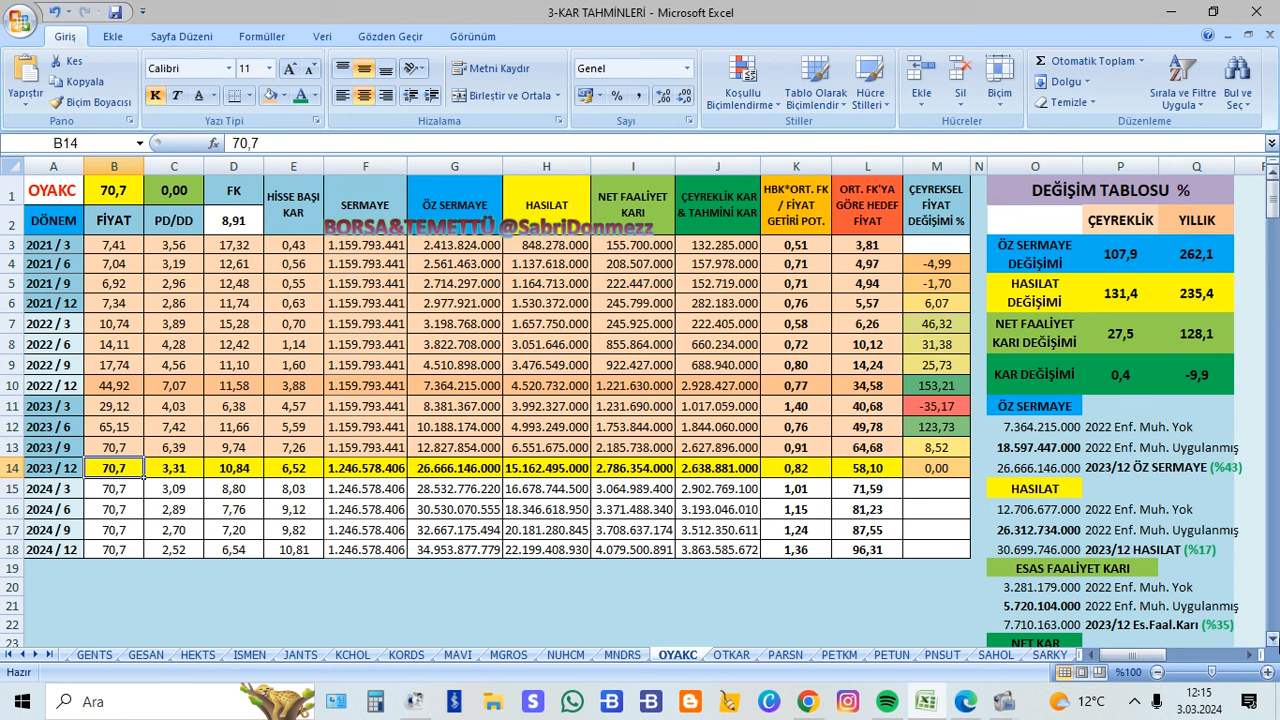 3-KAR TAHMİNLERİ - Microsoft Excel
Giriş Ekle Sayfa Düzeni Formüller Veri Gözden Geçir Görünüm
Yapıştır Kes Kopyala Biçim Boyacısı Pano
Calibri 11 K T A Yazı Tipi
Metni Kaydır Birleştir ve Ortala Hizalama
Genel % Sayı
Koşullu Biçimlendirme Tablo Olarak Biçimlendir Hücre Stilleri Stiller
Ekle Sil Biçim Hücreler
Otomatik Toplam Dolgu Temizle Sırala ve Filtre Uygula Bul ve Seç Düzenleme
B14 fx 70,7
A B C D E F G H I J K L M N O P Q
1 OYAKC 70,7 0,00 FK HİSSE BAŞI KAR SERMAYE ÖZ SERMAYE HASILAT NET FAALİYET KARI ÇEYREKLİK KAR & TAHMİNİ KAR HBK*ORT. FK / FİYAT GETİRİ POT. ORT. FK'YA GÖRE HEDEF FİYAT ÇEYREKSEL FİYAT DEĞİŞİMİ %
2 DÖNEM FİYAT PD/DD 8,91
BORSA&TEMETTÜ @SabriDonmezz
3 2021 / 3 7,41 3,56 17,32 0,43 1.159.793.441 2.413.824.000 848.278.000 155.700.000 132.285.000 0,51 3,81
4 2021 / 6 7,04 3,19 12,61 0,56 1.159.793.441 2.561.463.000 1.137.618.000 208.507.000 157.978.000 0,71 4,97 -4,99
5 2021 / 9 6,92 2,96 12,48 0,55 1.159.793.441 2.714.297.000 1.164.713.000 222.447.000 152.719.000 0,71 4,94 -1,70
6 2021 / 12 7,34 2,86 11,74 0,63 1.159.793.441 2.977.921.000 1.530.372.000 245.799.000 282.183.000 0,76 5,57 6,07
7 2022 / 3 10,74 3,89 15,28 0,70 1.159.793.441 3.198.768.000 1.657.750.000 245.925.000 222.405.000 0,58 6,26 46,32
8 2022 / 6 14,11 4,28 12,42 1,14 1.159.793.441 3.822.708.000 3.051.646.000 855.864.000 660.234.000 0,72 10,12 31,38
9 2022 / 9 17,74 4,56 11,10 1,60 1.159.793.441 4.510.898.000 3.476.549.000 922.427.000 688.940.000 0,80 14,24 25,73
10 2022 / 12 44,92 7,07 11,58 3,88 1.159.793.441 7.364.215.000 4.520.732.000 1.221.630.000 2.928.427.000 0,77 34,58 153,21
11 2023 / 3 29,12 4,03 6,38 4,57 1.159.793.441 8.381.367.000 3.992.327.000 1.231.690.000 1.017.059.000 1,40 40,68 -35,17
12 2023 / 6 65,15 7,42 11,66 5,59 1.159.793.441 10.188.174.000 4.993.249.000 1.753.844.000 1.844.060.000 0,76 49,78 123,73
13 2023 / 9 70,7 6,39 9,74 7,26 1.159.793.441 12.827.854.000 6.551.675.000 2.185.738.000 2.627.896.000 0,91 64,68 8,52
14 2023 / 12 70,7 3,31 10,84 6,52 1.246.578.406 26.666.146.000 15.162.495.000 2.786.354.000 2.638.881.000 0,82 58,10 0,00
15 2024 / 3 70,7 3,09 8,80 8,03 1.246.578.406 28.532.776.220 16.678.744.500 3.064.989.400 2.902.769.100 1,01 71,59
16 2024 / 6 70,7 2,89 7,76 9,12 1.246.578.406 30.530.070.555 18.346.618.950 3.371.488.340 3.193.046.010 1,15 81,23
17 2024 / 9 70,7 2,70 7,20 9,82 1.246.578.406 32.667.175.494 20.181.280.845 3.708.637.174 3.512.350.611 1,24 87,55
18 2024 / 12 70,7 2,52 6,54 10,81 1.246.578.406 34.953.877.779 22.199.408.930 4.079.500.891 3.863.585.672 1,36 96,31
19
20
21
22
23
DEĞİŞİM TABLOSU %
ÇEYREKLİK YILLIK
ÖZ SERMAYE DEĞİŞİMİ 107,9 262,1
HASILAT DEĞİŞİMİ 131,4 235,4
NET FAALİYET KARI DEĞİŞİMİ 27,5 128,1
KAR DEĞİŞİMİ 0,4 -9,9
ÖZ SERMAYE
7.364.215.000 2022 Enf. Muh. Yok
18.597.447.000 2022 Enf. Muh. Uygulanmış
26.666.146.000 2023/12 ÖZ SERMAYE (%43)
HASILAT
12.706.677.000 2022 Enf. Muh. Yok
26.312.734.000 2022 Enf. Muh. Uygulanmış
30.699.746.000 2023/12 HASILAT (%17)
ESAS FAALİYET KARI
3.281.179.000 2022 Enf. Muh. Yok
5.720.104.000 2022 Enf. Muh. Uygulanmış
7.710.163.000 2023/12 Es.Faal.Karı (%35)
NET KAR
GENTS GESAN HEKTS ISMEN JANTS KCHOL KORDS MAVI MGROS NUHCM MNDRS OYAKC OTKAR PARSN PETKM PETUN PNSUT SAHOL SARKY
Hazır %100
Ara 12°C 12:15
3.03.2024